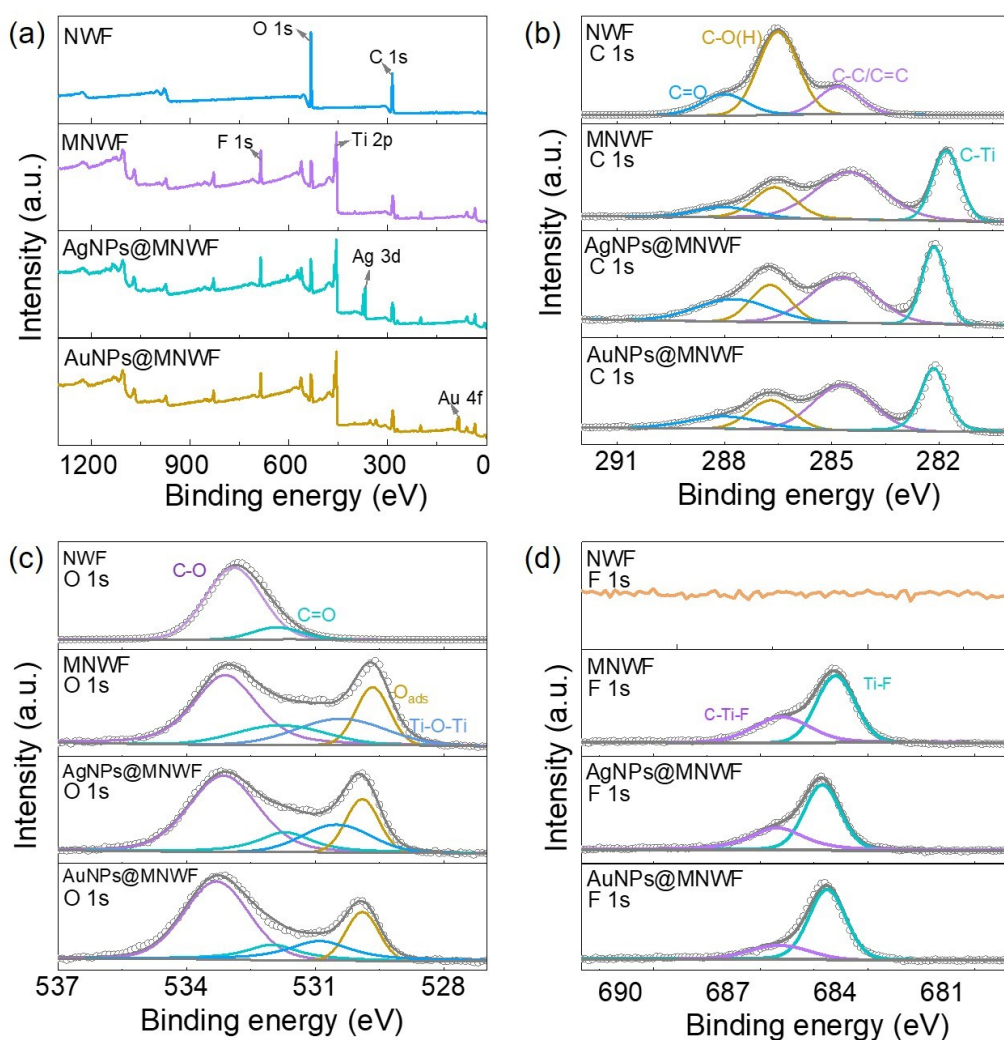 (a)
NWF
O 1s
C 1s
MNWF
F 1s
Ti 2p
AgNPs@MNWF
Ag 3d
AuNPs@MNWF
Au 4f
Intensity (a.u.)
1200 900 600 300 0
Binding energy (eV)
(b)
NWF
C 1s
C-O(H)
C=O
C-C/C=C
MNWF
C 1s
C-Ti
AgNPs@MNWF
C 1s
AuNPs@MNWF
C 1s
Intensity (a.u.)
291 288 285 282
Binding energy (eV)
(c)
NWF
O 1s
C-O
C=O
MNWF
O 1s
Oads
Ti-O-Ti
AgNPs@MNWF
O 1s
AuNPs@MNWF
O 1s
Intensity (a.u.)
537 534 531 528
Binding energy (eV)
(d)
NWF
F 1s
MNWF
F 1s
C-Ti-F
Ti-F
AgNPs@MNWF
F 1s
AuNPs@MNWF
F 1s
Intensity (a.u.)
690 687 684 681
Binding energy (eV)